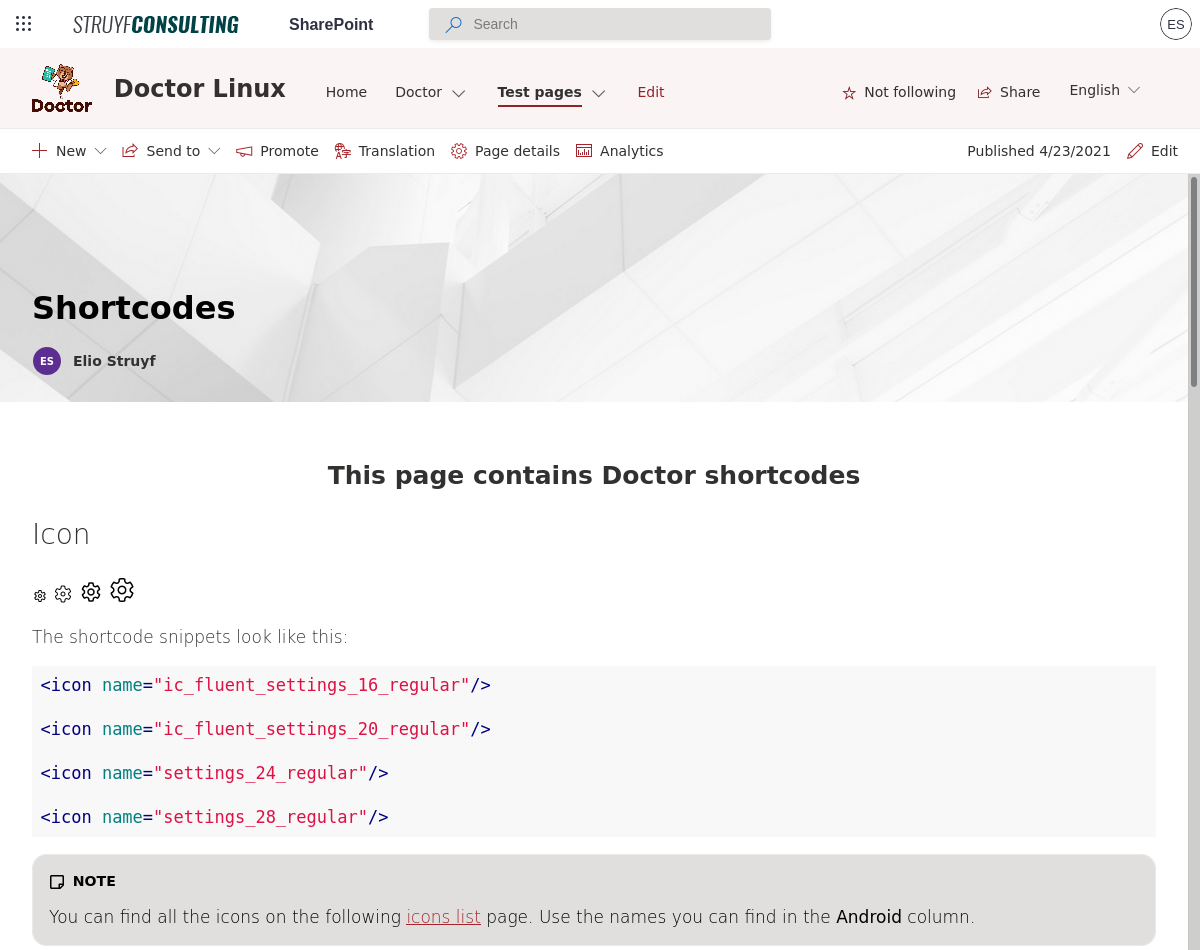 STRUYFCONSULTING SharePoint Search ES
Doctor Doctor Linux Home Doctor Test pages Edit Not following Share English
New Send to Promote Translation Page details Analytics Published 4/23/2021 Edit
Shortcodes
ES Elio Struyf
This page contains Doctor shortcodes
Icon
The shortcode snippets look like this:
<icon name="ic_fluent_settings_16_regular"/>
<icon name="ic_fluent_settings_20_regular"/>
<icon name="settings_24_regular"/>
<icon name="settings_28_regular"/>
NOTE
You can find all the icons on the following icons list page. Use the names you can find in the Android column.